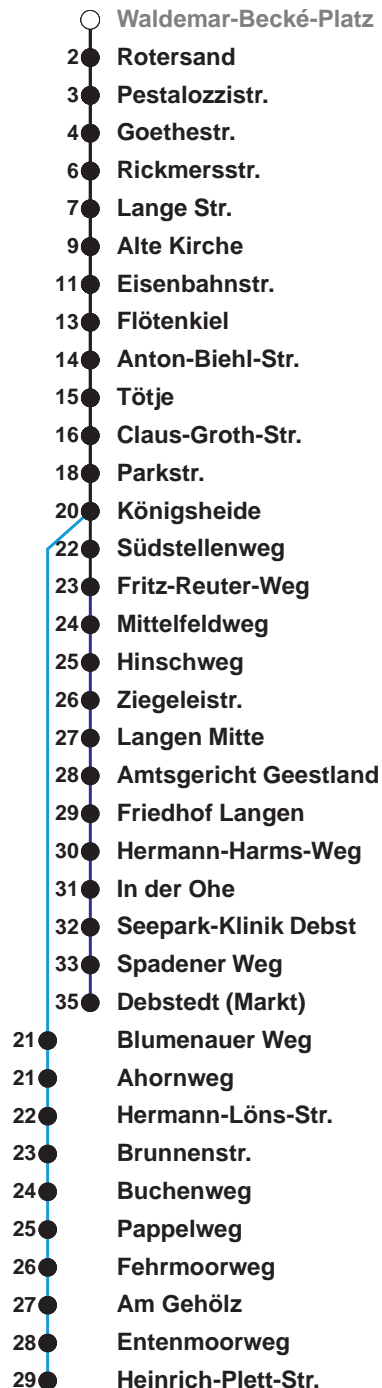 Waldemar-Becké-Platz
2 Rotersand
3 Pestalozzistr.
4 Goethestr.
6 Rickmersstr.
7 Lange Str.
9 Alte Kirche
11 Eisenbahnstr.
13 Flötenkiel
14 Anton-Biehl-Str.
15 Tötje
16 Claus-Groth-Str.
18 Parkstr.
20 Königsheide
22 Südstellenweg
23 Fritz-Reuter-Weg
24 Mittelfeldweg
25 Hinschweg
26 Ziegeleistr.
27 Langen Mitte
28 Amtsgericht Geestland
29 Friedhof Langen
30 Hermann-Harms-Weg
31 In der Ohe
32 Seepark-Klinik Debst
33 Spadener Weg
35 Debstedt (Markt)
21 Blumenauer Weg
21 Ahornweg
22 Hermann-Löns-Str.
23 Brunnenstr.
24 Buchenweg
25 Pappelweg
26 Fehrmoorweg
27 Am Gehölz
28 Entenmoorweg
29 Heinrich-Plett-Str.